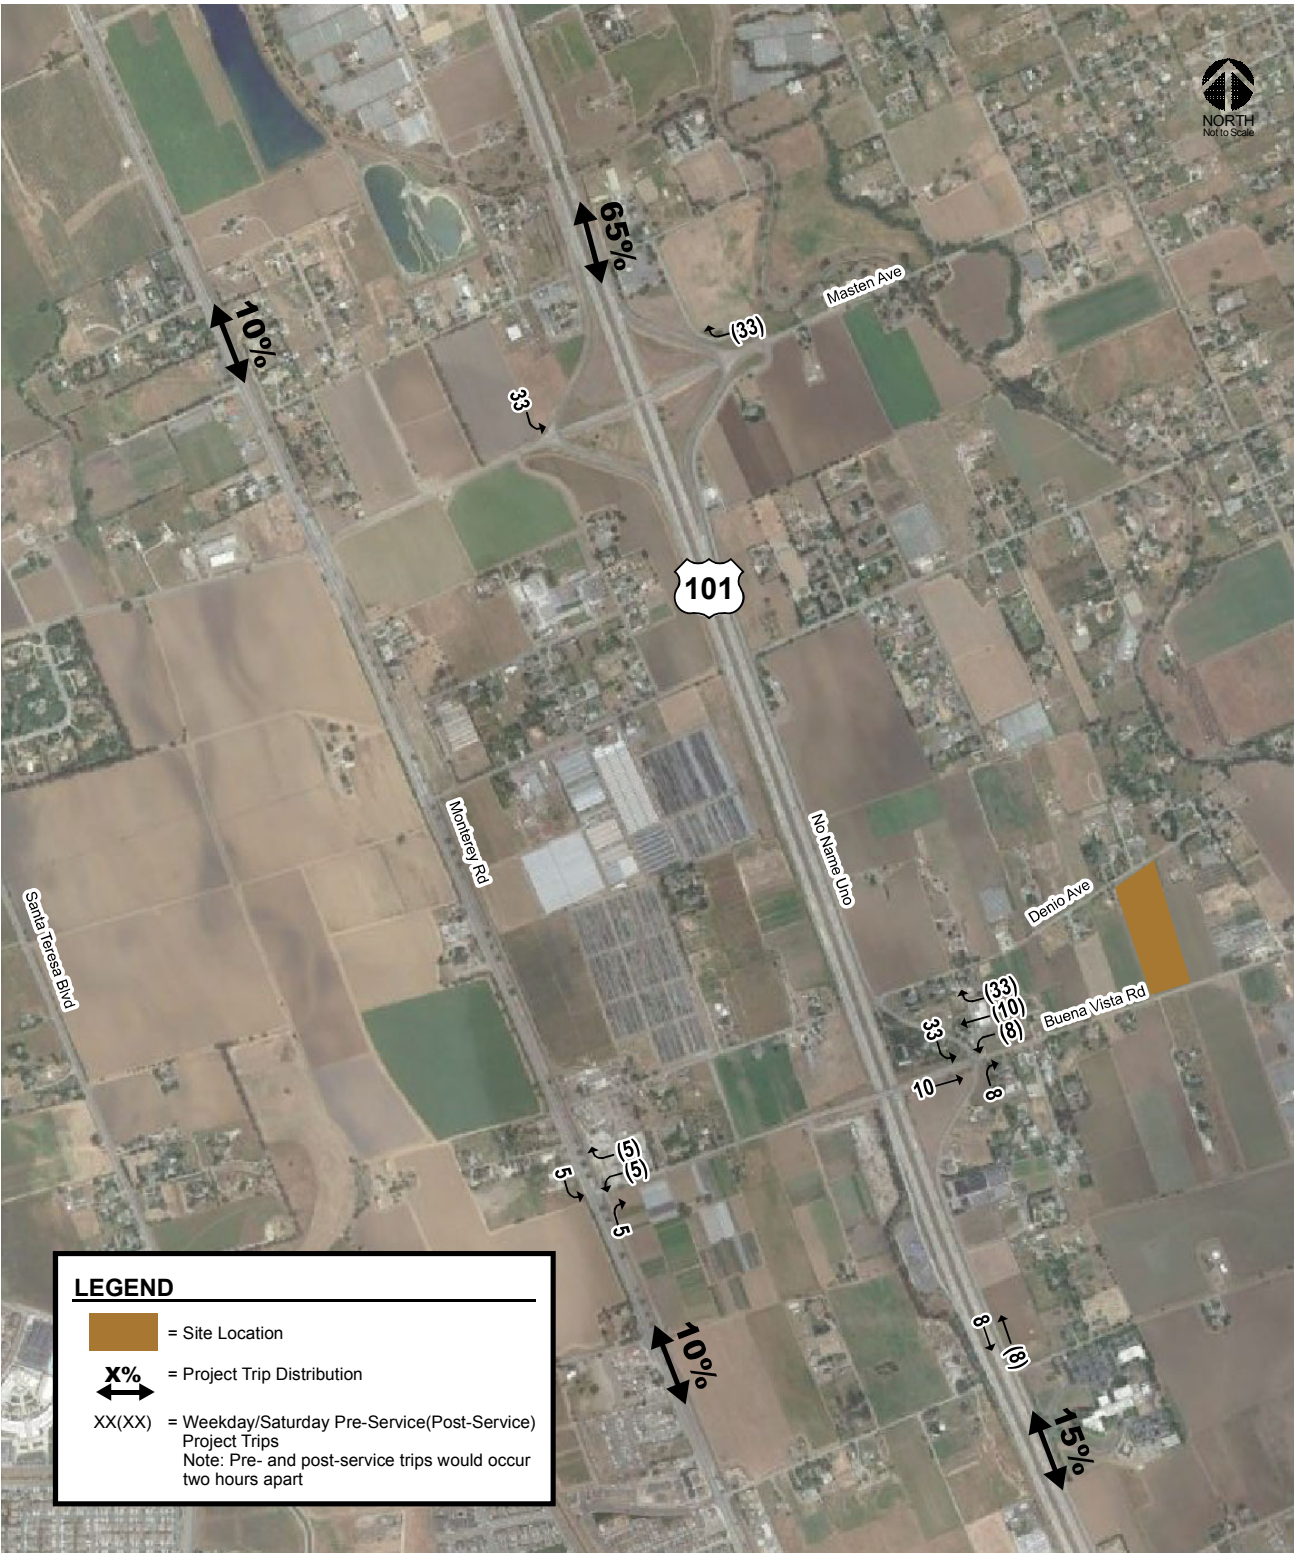 NORTH
Not to Scale
65%
Masten Ave
10%
(33)
33
101
Monterey Rd
No Name Uno
Denio Ave
Santa Teresa Blvd
(33)
Buena Vista Rd
(10)
33
(8)
10
8
(5)
5
(5)
5
8
(8)
10%
15%
LEGEND
= Site Location
X%
= Project Trip Distribution
XX(XX)
= Weekday/Saturday Pre-Service(Post-Service)
Project Trips
Note: Pre- and post-service trips would occur
two hours apart